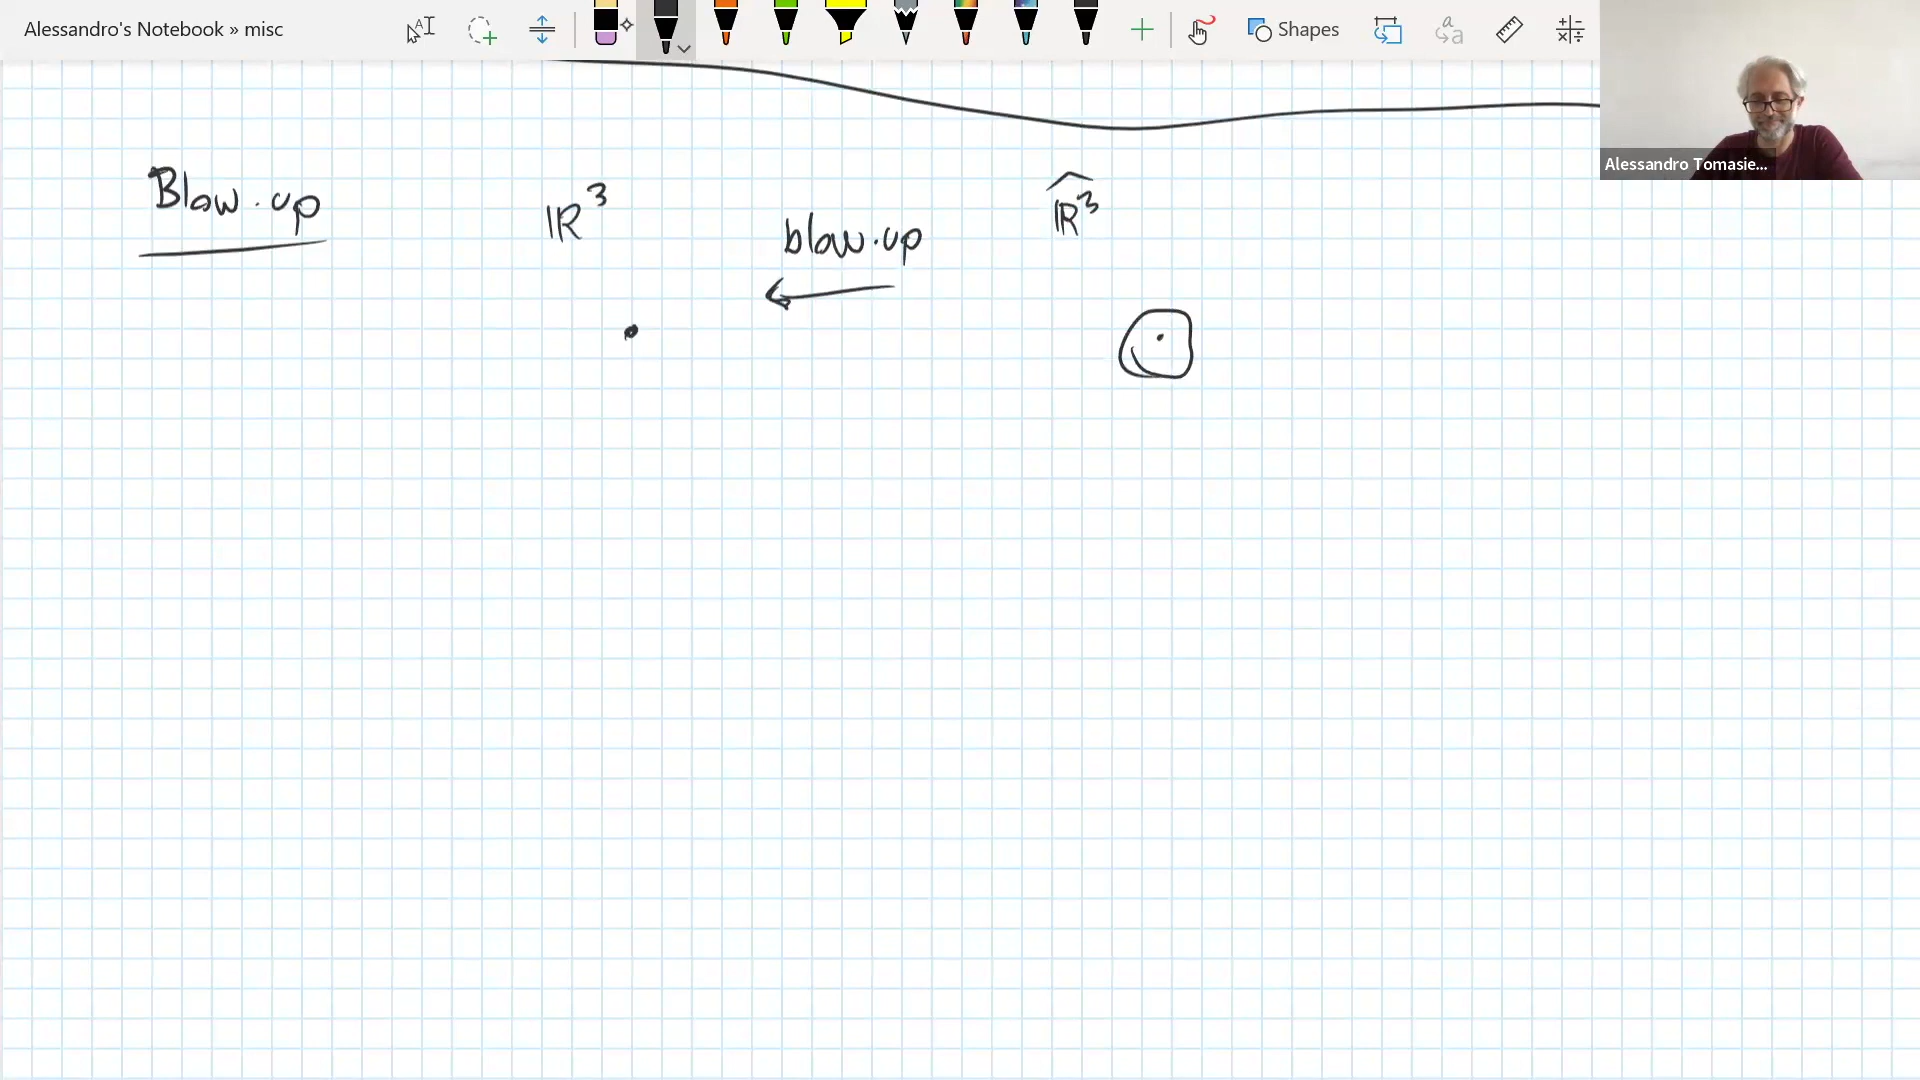 Alessandro's Notebook » misc
Shapes
Alessandro Tomasie...
Blow-up
ℝ³
blow-up
ℝ̂³